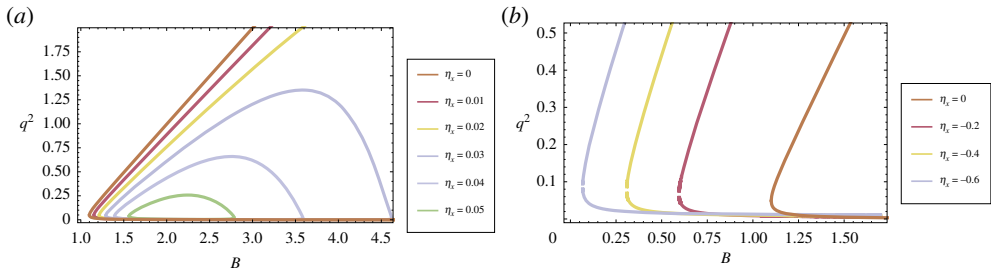 (a)
1.75
1.50
1.25
q²
1.00
0.75
0.50
0.25
0
1.0 1.5 2.0 2.5 3.0 3.5 4.0 4.5
B
ηₓ = 0
ηₓ = 0.01
ηₓ = 0.02
ηₓ = 0.03
ηₓ = 0.04
ηₓ = 0.05
(b)
0.5
0.4
0.3
q²
0.2
0.1
0 0.25 0.50 0.75 1.00 1.25 1.50
B
ηₓ = 0
ηₓ = −0.2
ηₓ = −0.4
ηₓ = −0.6